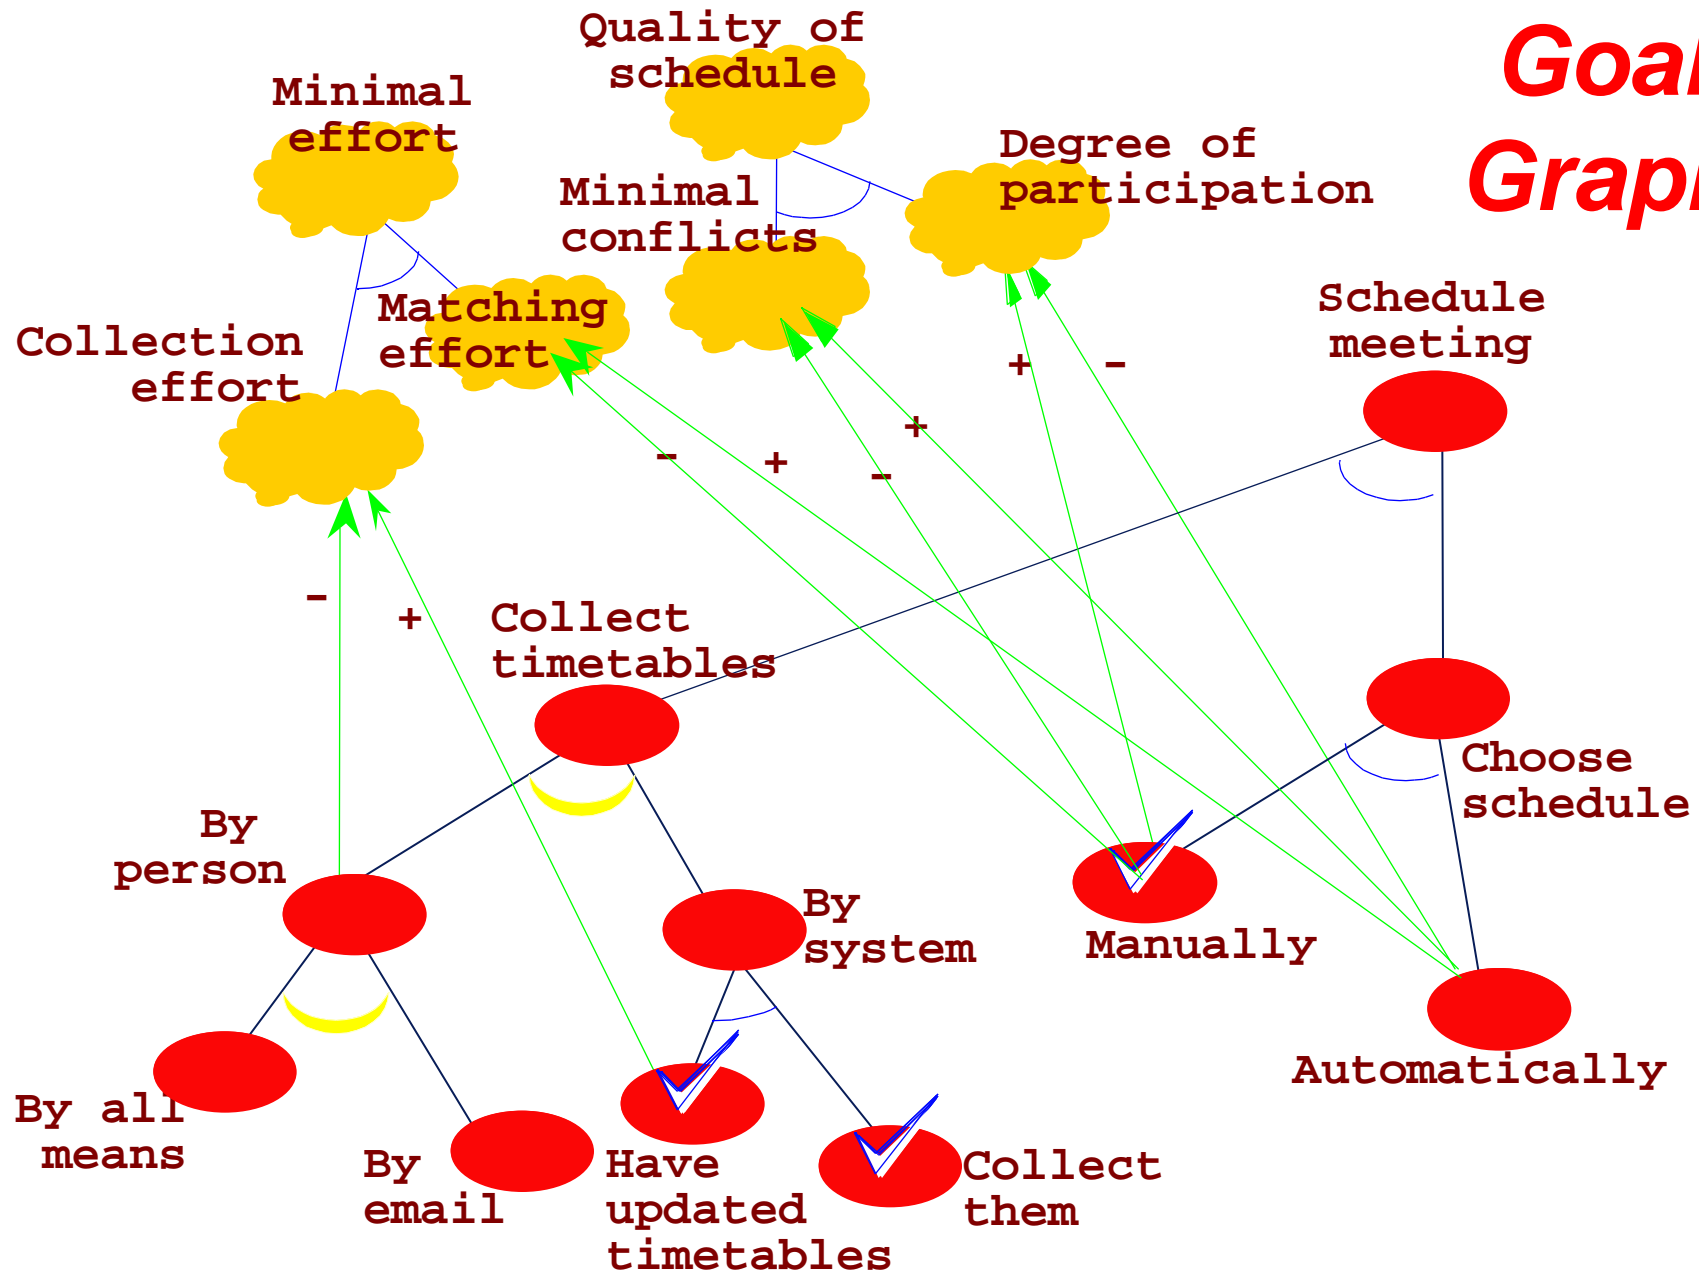 Quality of
schedule
Goal
Grap
Minimal
effort
Degree of
participation
Minimal
conflicts
Matching
effort
Schedule
meeting
Collection
effort
+
-
+
-
+
-
-
+
Collect
timetables
Choose
schedule
By
person
By
system
Manually
Automatically
By all
means
By
email
Have
updated
timetables
Collect
them